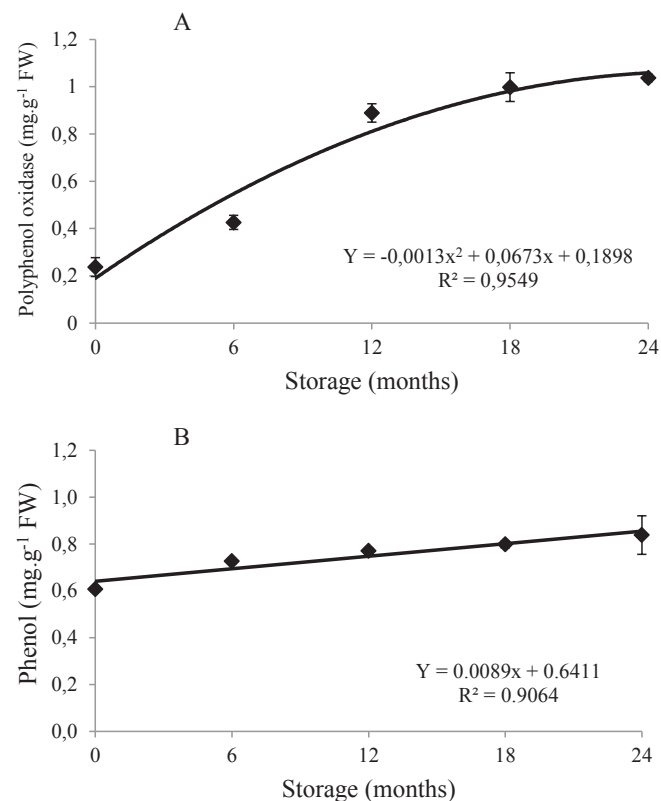 A
1,2
1
0,8
0,6
0,4
0,2
0
Polyphenol oxidase (mg.g⁻¹ FW)
Y = -0,0013x² + 0,0673x + 0,1898
R² = 0,9549
0 6 12 18 24
Storage (months)
B
1,2
1,0
0,8
0,6
0,4
0,2
0,0
Phenol (mg.g⁻¹ FW)
Y = 0.0089x + 0.6411
R² = 0.9064
0 6 12 18 24
Storage (months)